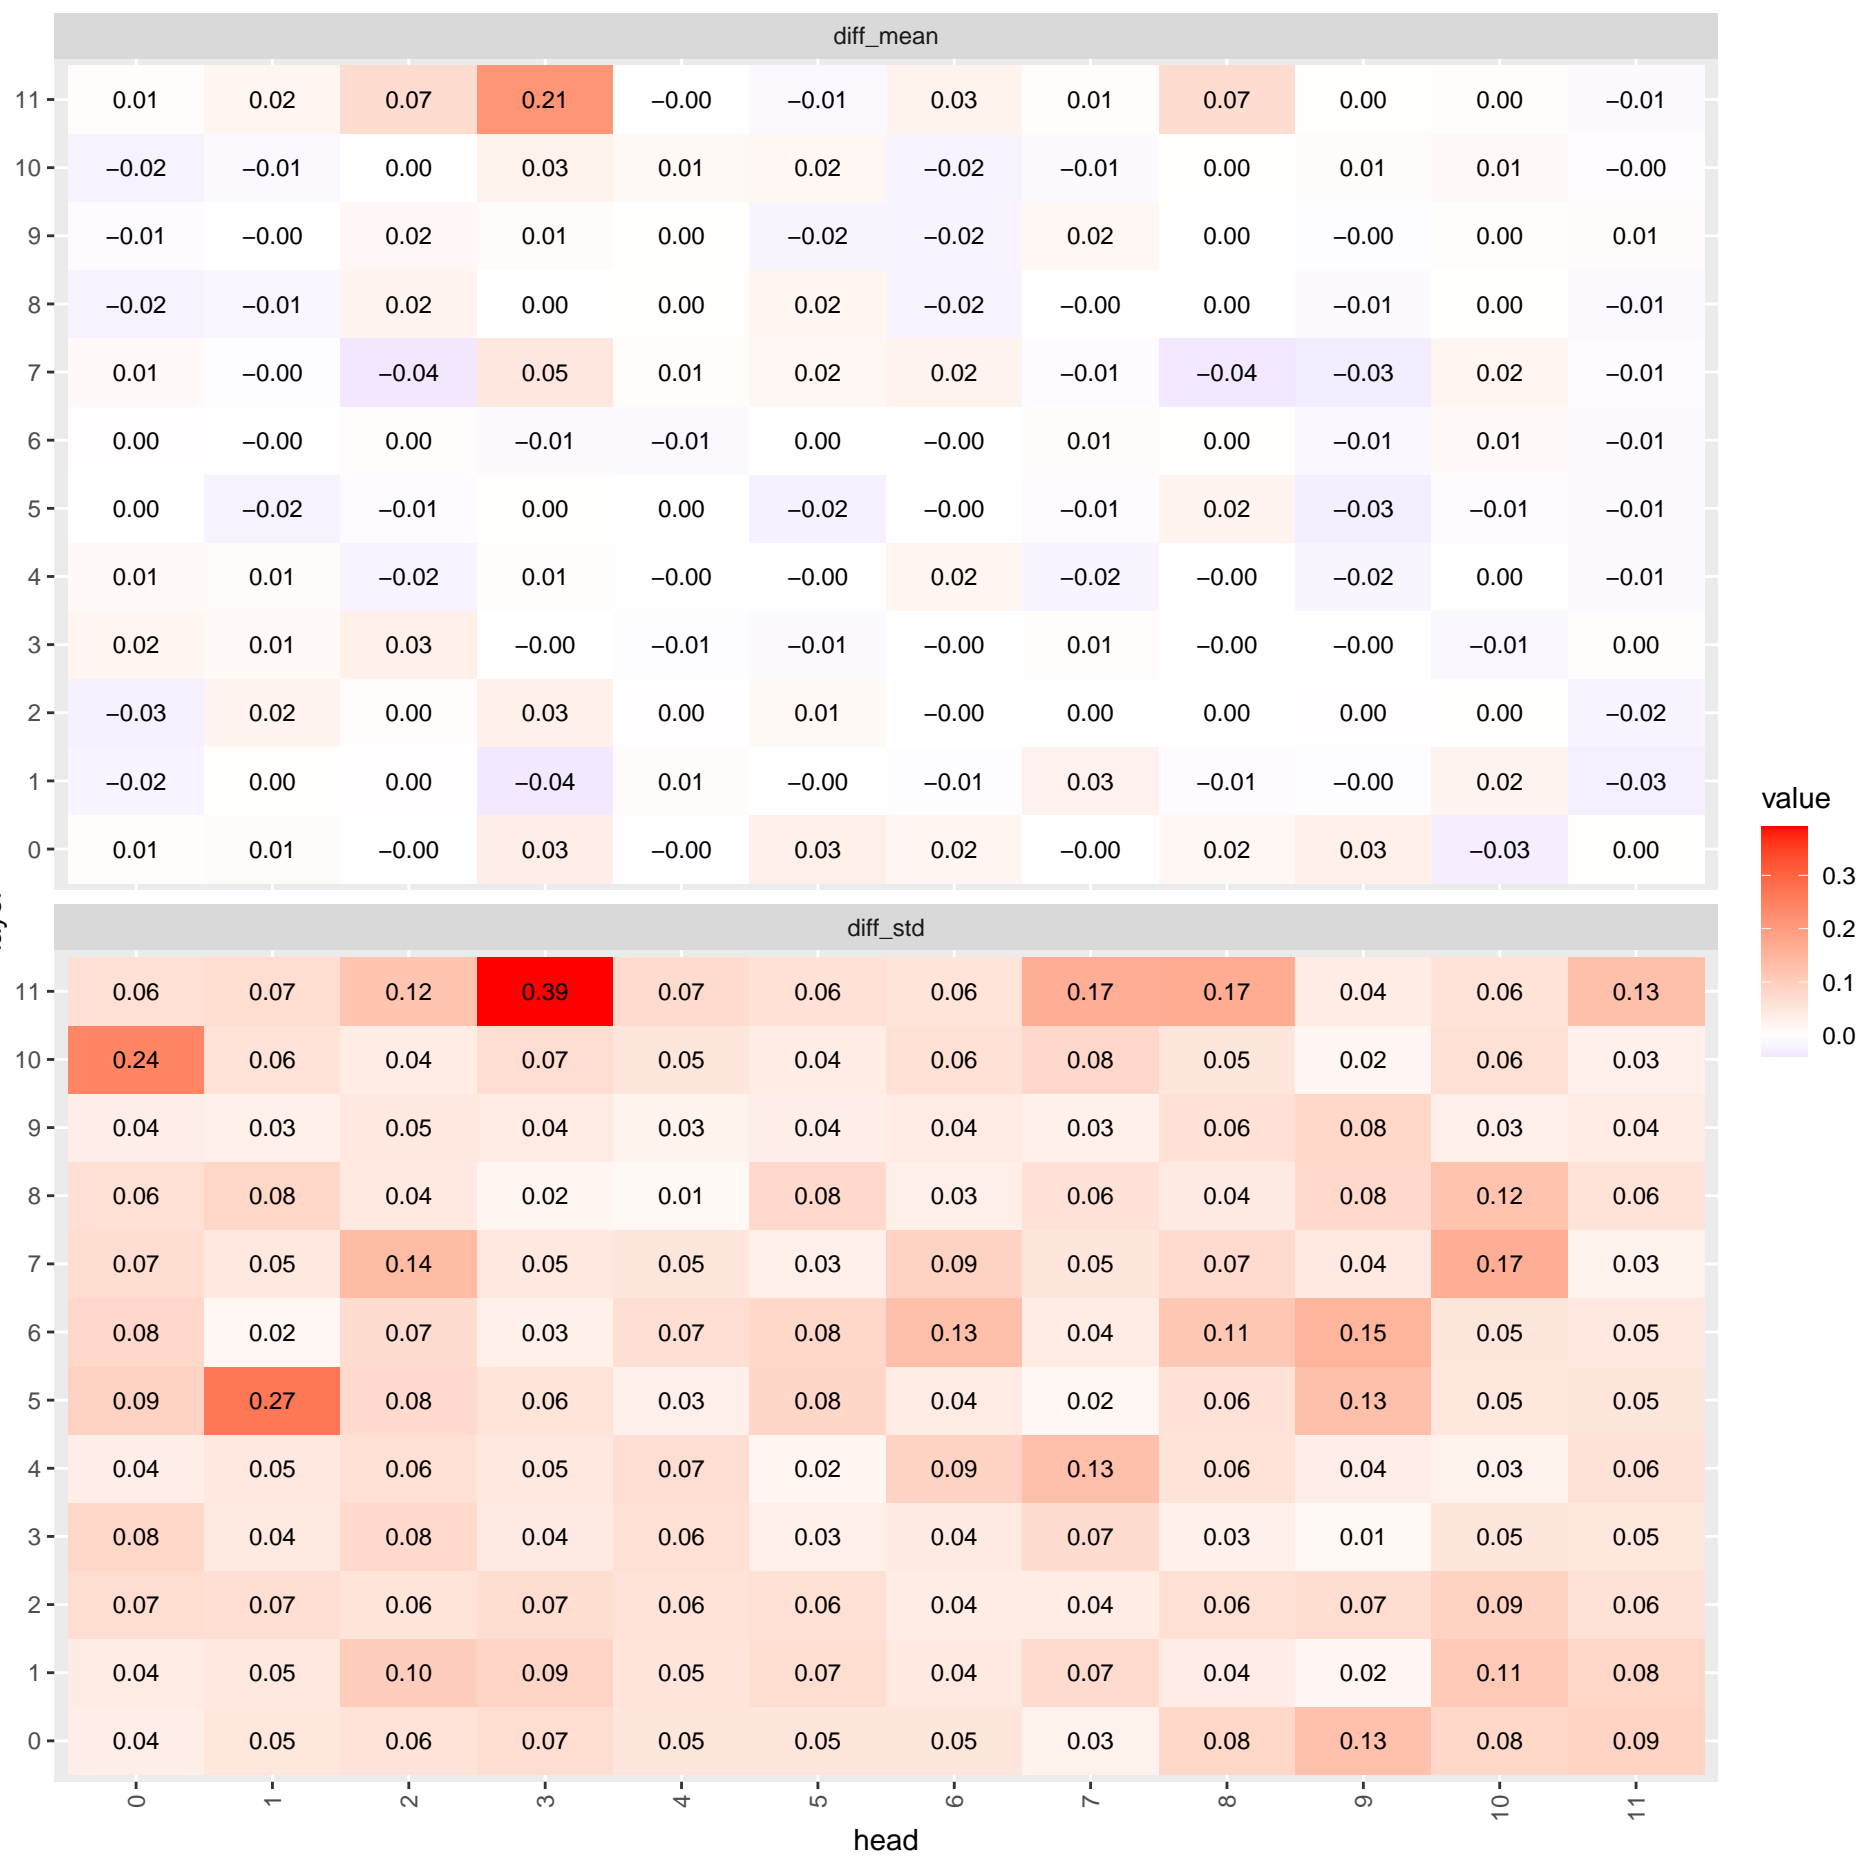 diff_mean
11 0.01 0.02 0.07 0.21 −0.00 −0.01 0.03 0.01 0.07 0.00 0.00 −0.01
10 −0.02 −0.01 0.00 0.03 0.01 0.02 −0.02 −0.01 0.00 0.01 0.01 −0.00
9 −0.01 −0.00 0.02 0.01 0.00 −0.02 −0.02 0.02 0.00 −0.00 0.00 0.01
8 −0.02 −0.01 0.02 0.00 0.00 0.02 −0.02 −0.00 0.00 −0.01 0.00 −0.01
7 0.01 −0.00 −0.04 0.05 0.01 0.02 0.02 −0.01 −0.04 −0.03 0.02 −0.01
6 0.00 −0.00 0.00 −0.01 −0.01 0.00 −0.00 0.01 0.00 −0.01 0.01 −0.01
5 0.00 −0.02 −0.01 0.00 0.00 −0.02 −0.00 −0.01 0.02 −0.03 −0.01 −0.01
4 0.01 0.01 −0.02 0.01 −0.00 −0.00 0.02 −0.02 −0.00 −0.02 0.00 −0.01
3 0.02 0.01 0.03 −0.00 −0.01 −0.01 −0.00 0.01 −0.00 −0.00 −0.01 0.00
2 −0.03 0.02 0.00 0.03 0.00 0.01 −0.00 0.00 0.00 0.00 0.00 −0.02
1 −0.02 0.00 0.00 −0.04 0.01 −0.00 −0.01 0.03 −0.01 −0.00 0.02 −0.03
0 0.01 0.01 −0.00 0.03 −0.00 0.03 0.02 −0.00 0.02 0.03 −0.03 0.00
diff_std
11 0.06 0.07 0.12 0.39 0.07 0.06 0.06 0.17 0.17 0.04 0.06 0.13
10 0.24 0.06 0.04 0.07 0.05 0.04 0.06 0.08 0.05 0.02 0.06 0.03
9 0.04 0.03 0.05 0.04 0.03 0.04 0.04 0.03 0.06 0.08 0.03 0.04
8 0.06 0.08 0.04 0.02 0.01 0.08 0.03 0.06 0.04 0.08 0.12 0.06
7 0.07 0.05 0.14 0.05 0.05 0.03 0.09 0.05 0.07 0.04 0.17 0.03
6 0.08 0.02 0.07 0.03 0.07 0.08 0.13 0.04 0.11 0.15 0.05 0.05
5 0.09 0.27 0.08 0.06 0.03 0.08 0.04 0.02 0.06 0.13 0.05 0.05
4 0.04 0.05 0.06 0.05 0.07 0.02 0.09 0.13 0.06 0.04 0.03 0.06
3 0.08 0.04 0.08 0.04 0.06 0.03 0.04 0.07 0.03 0.01 0.05 0.05
2 0.07 0.07 0.06 0.07 0.06 0.06 0.04 0.04 0.06 0.07 0.09 0.06
1 0.04 0.05 0.10 0.09 0.05 0.07 0.04 0.07 0.04 0.02 0.11 0.08
0 0.04 0.05 0.06 0.07 0.05 0.05 0.05 0.03 0.08 0.13 0.08 0.09
0 1 2 3 4 5 6 7 8 9 10 11
head
value
0.3
0.2
0.1
0.0